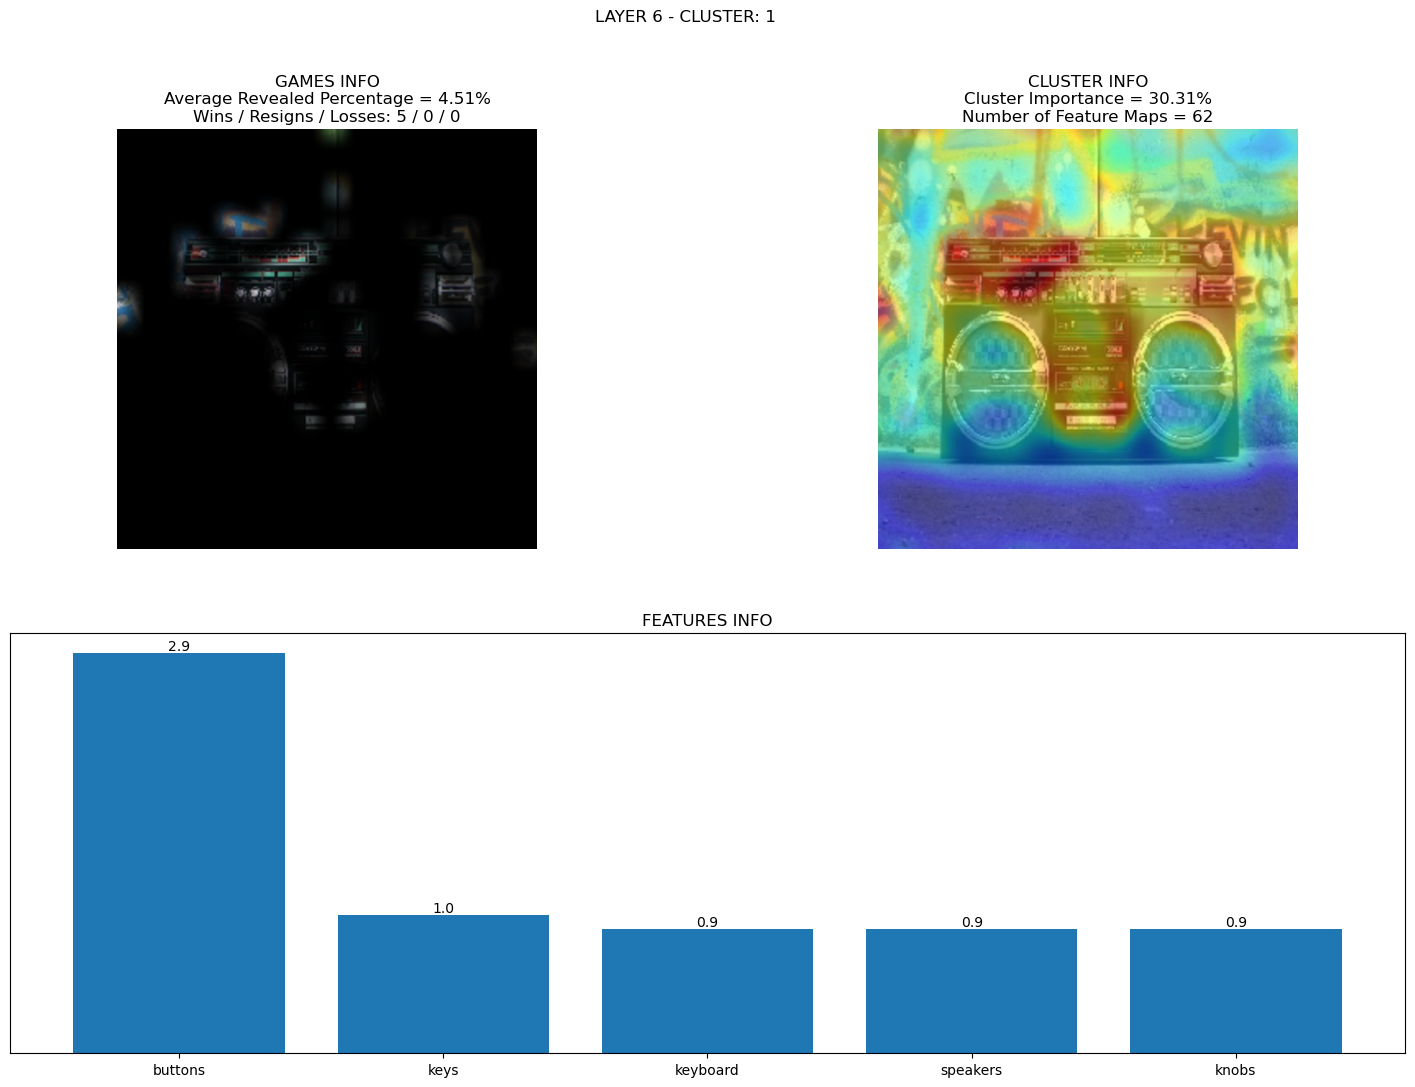 LAYER 6 - CLUSTER: 1
GAMES INFO
Average Revealed Percentage = 4.51%
Wins / Resigns / Losses: 5 / 0 / 0
CLUSTER INFO
Cluster Importance = 30.31%
Number of Feature Maps = 62
FEATURES INFO
2.9
1.0
0.9
0.9
0.9
buttons
keys
keyboard
speakers
knobs